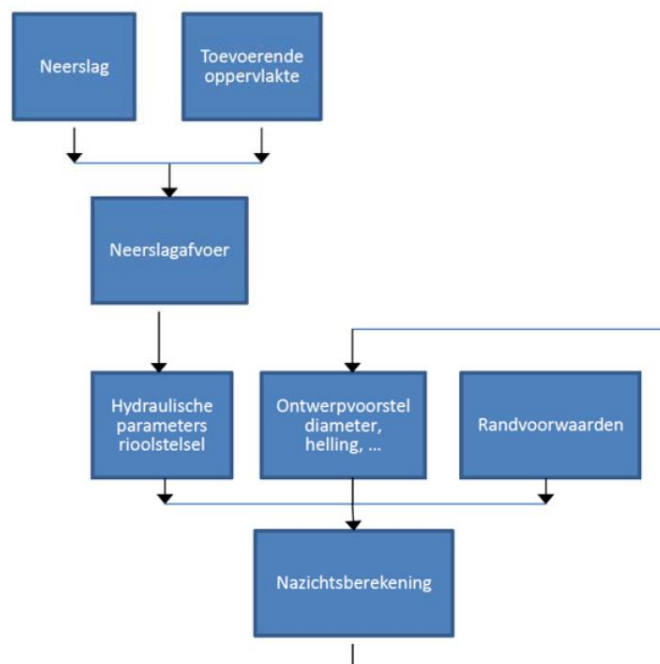 Neerslag
Toevoerende
oppervlakte
Neerslagafvoer
Hydraulische
parameters
rioolstelsel
Ontwerpvoorstel
diameter,
helling, ...
Randvoorwaarden
Nazichtsberekening